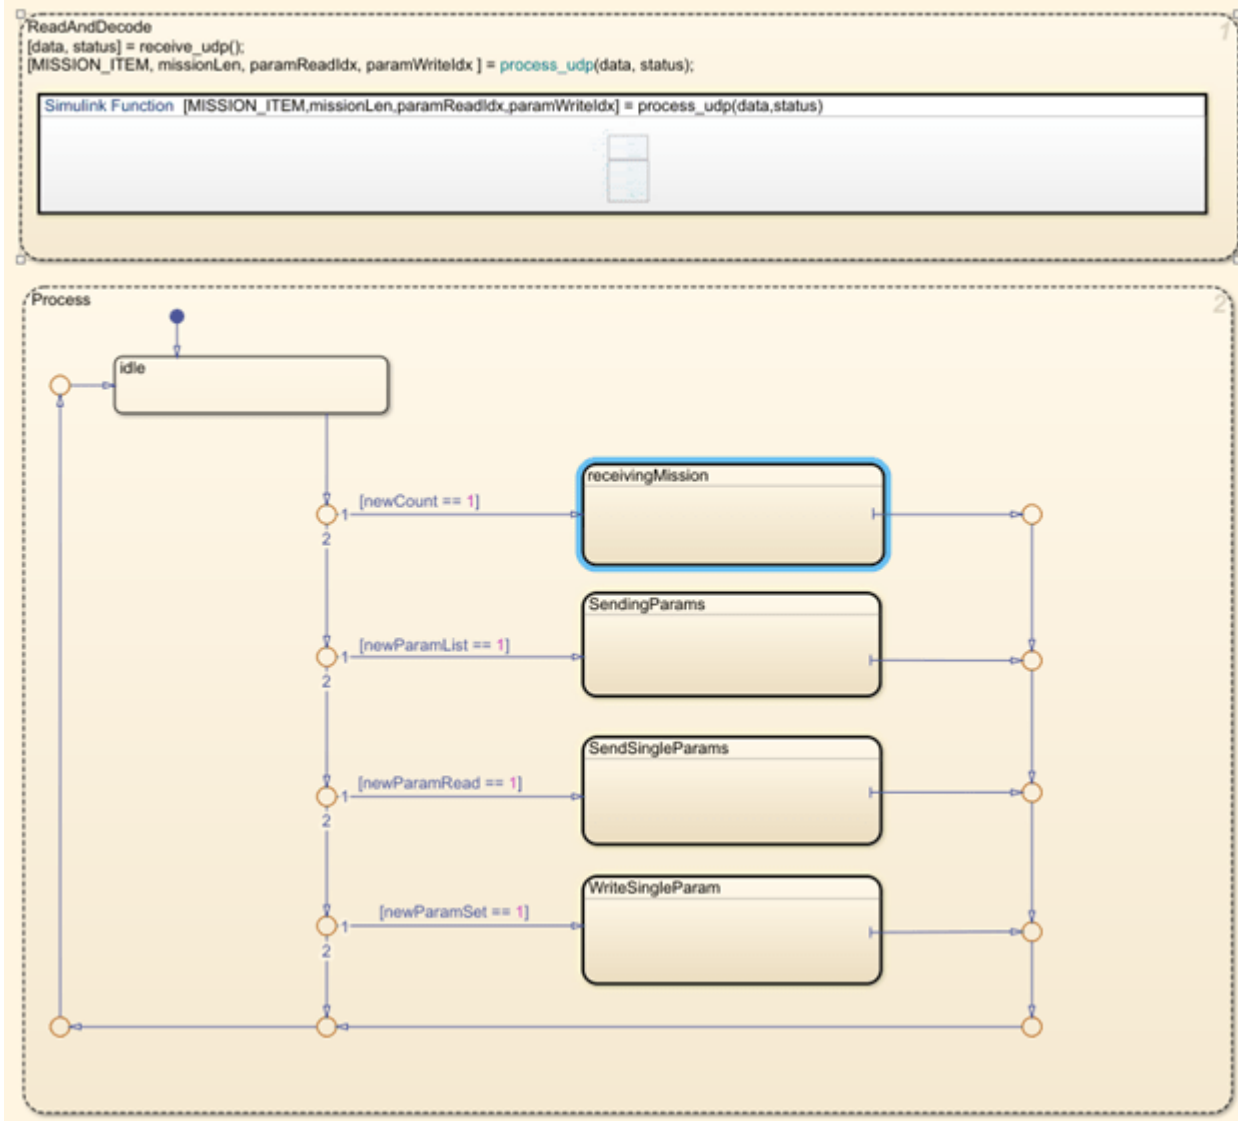 ReadAndDecode
1
[data, status] = receive_udp();
[MISSION_ITEM, missionLen, paramReadIdx, paramWriteIdx ] = process_udp(data, status);
Simulink Function [MISSION_ITEM,missionLen,paramReadIdx,paramWriteIdx] = process_udp(data,status)
Process
2
idle
receivingMission
[newCount == 1]
1
2
SendingParams
[newParamList == 1]
1
2
SendSingleParams
[newParamRead == 1]
1
2
WriteSingleParam
[newParamSet == 1]
1
2